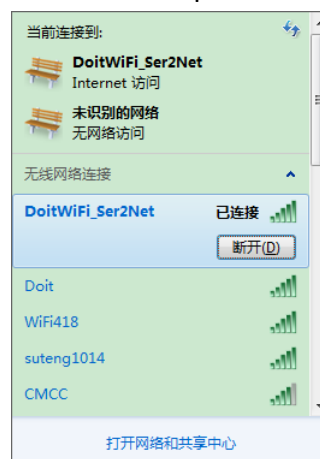 当前连接到:
DoitWiFi_Ser2Net
Internet 访问
未识别的网络
无网络访问
无线网络连接
DoitWiFi_Ser2Net 已连接
断开(D)
Doit
WiFi418
suteng1014
CMCC
打开网络和共享中心